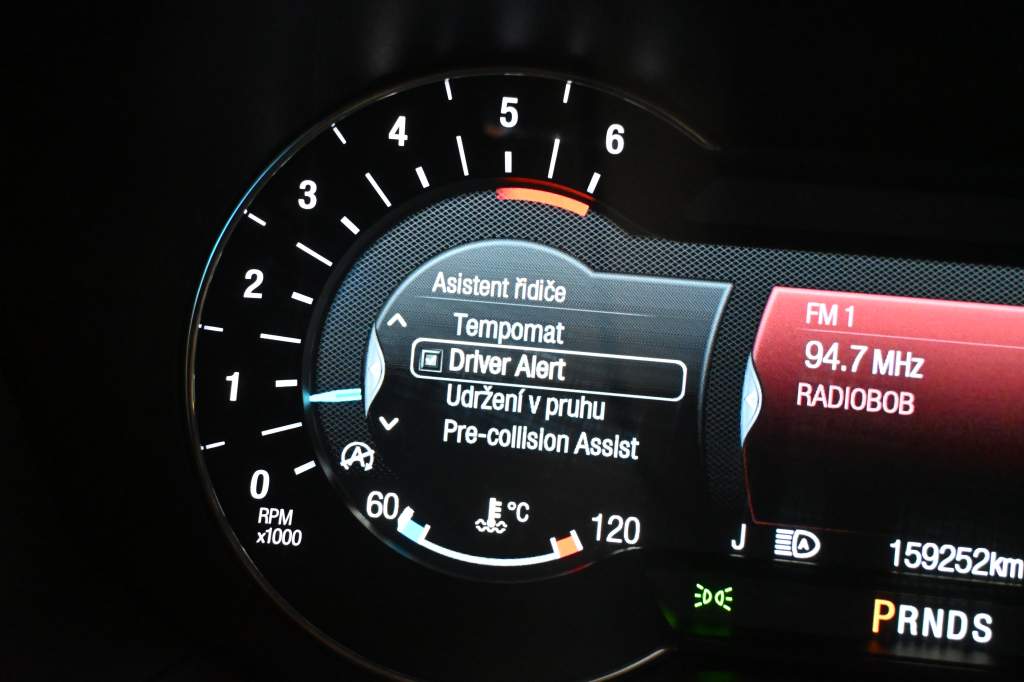 5
4
6
3
2
1
0
RPM
x1000
Asistent řidiče
Tempomat
Driver Alert
Udržení v pruhu
Pre-collision Assist
60
°C
120
FM 1
94.7 MHz
RADIOBOB
J
A
A
159252km
PRNDS